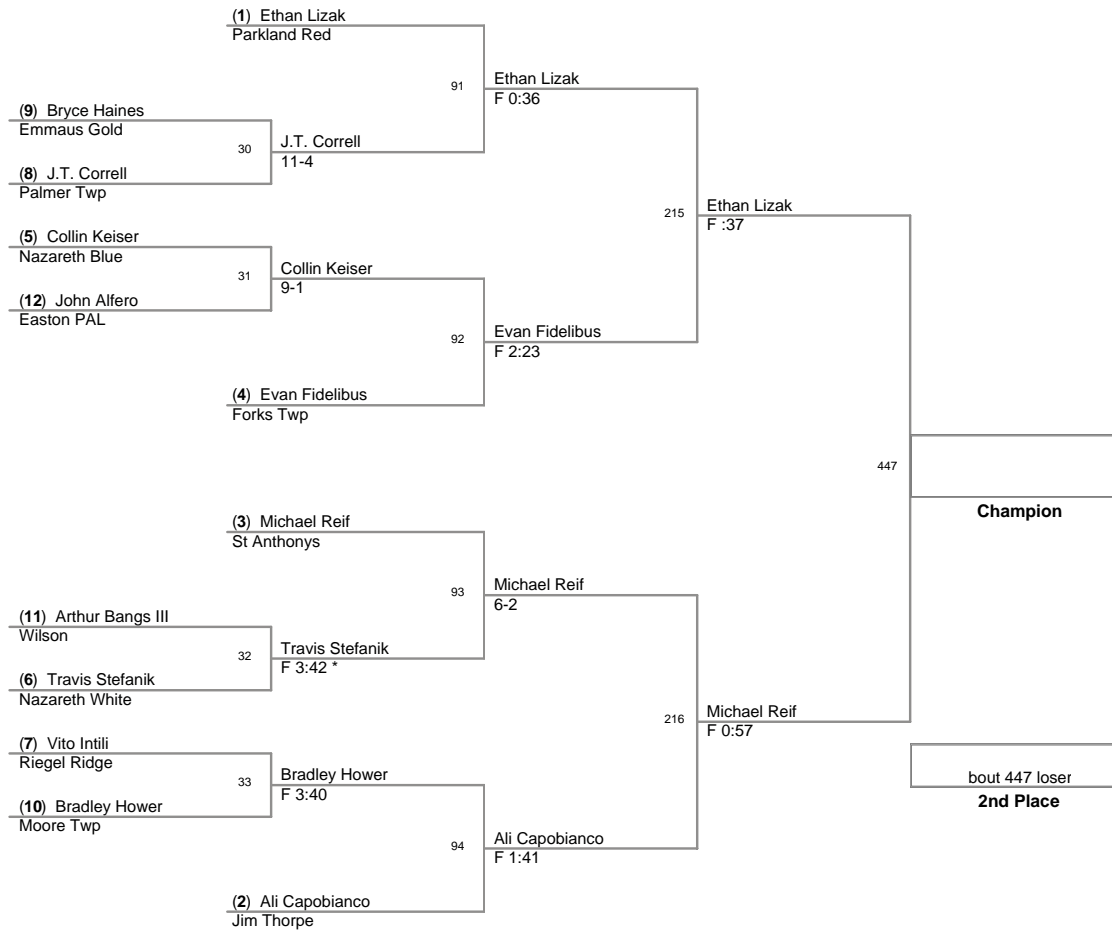 (1) Ethan Lizak
Parkland Red
91
Ethan Lizak
F 0:36
(9) Bryce Haines
Emmaus Gold
30
J.T. Correll
11-4
(8) J.T. Correll
Palmer Twp
215
Ethan Lizak
F :37
(5) Collin Keiser
Nazareth Blue
31
Collin Keiser
9-1
(12) John Alfero
Easton PAL
92
Evan Fidelibus
F 2:23
(4) Evan Fidelibus
Forks Twp
447
Champion
(3) Michael Reif
St Anthonys
93
Michael Reif
6-2
(11) Arthur Bangs III
Wilson
32
Travis Stefanik
F 3:42 *
(6) Travis Stefanik
Nazareth White
216
Michael Reif
F 0:57
(7) Vito Intili
Riegel Ridge
33
Bradley Hower
F 3:40
(10) Bradley Hower
Moore Twp
bout 447 loser
2nd Place
94
Ali Capobianco
F 1:41
(2) Ali Capobianco
Jim Thorpe